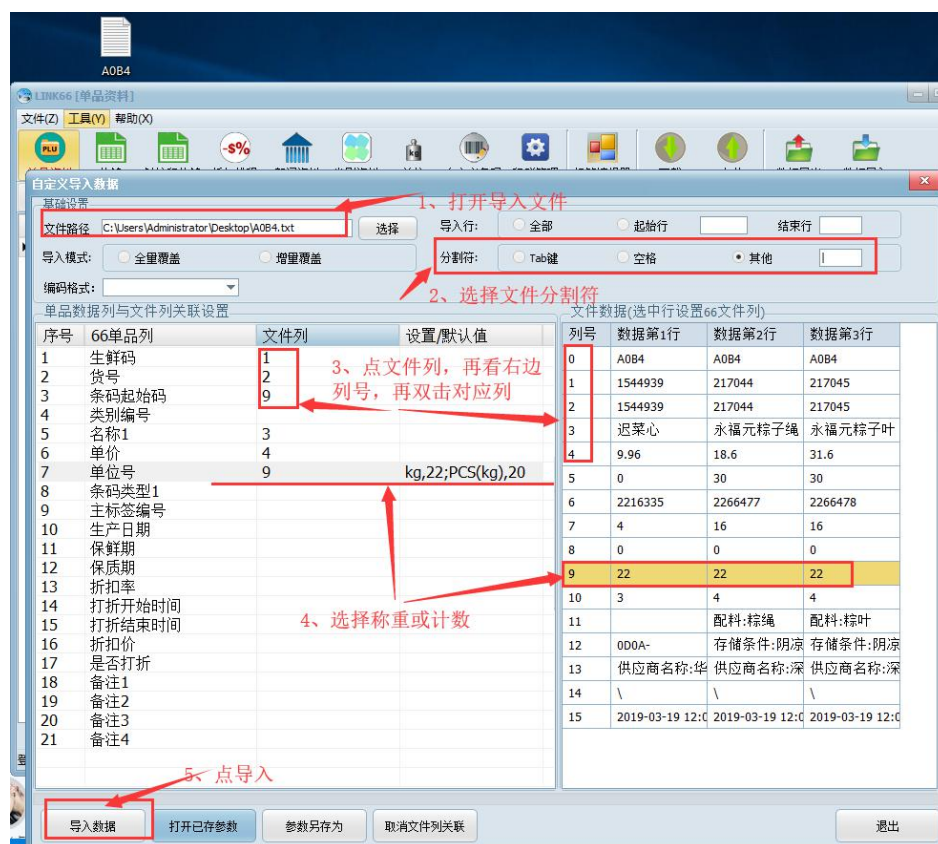 A0B4
LINK66 [单品资料]
文件(Z) 工具(Y) 帮助(X)
PLU -s% kg
自定义导入数据
基础设置
1、打开导入文件
文件路径 C:\Users\Administrator\Desktop\A0B4.txt 选择 导入行: 全部 起始行 结束行
导入模式: 全里覆盖 增里覆盖 分割符: Tab键 空格 其他 |
编码格式:
2、选择文件分割符
单品数据列与文件列关联设置 文件数据(选中行设置66文件列)
序号 66单品列 文件列 设置/默认值
1 生鲜码 1
2 货号 2
3 条码起始码 9
4 类别编号
5 名称1 3
6 单价 4
7 单位号 9 kg,22;PCS(kg),20
8 条码类型1
9 主标签编号
10 生产日期
11 保鲜期
12 保质期
13 折扣率
14 打折开始时间
15 打折结束时间
16 折扣价
17 是否打折
18 备注1
19 备注2
20 备注3
21 备注4
3、点文件列，再看右边
列号，再双击对应列
4、选择称重或计数
列号 数据第1行 数据第2行 数据第3行
0 A0B4 A0B4 A0B4
1 1544939 217044 217045
2 1544939 217044 217045
3 迟菜心 永福元粽子绳 永福元粽子叶
4 9.96 18.6 31.6
5 0 30 30
6 2216335 2266477 2266478
7 4 16 16
8 0 0 0
9 22 22 22
10 3 4 4
11 配料:粽绳 配料:粽叶
12 0D0A- 存储条件:阴凉 存储条件:阴凉
13 供应商名称:华 供应商名称:深 供应商名称:深
14 \ \ \
15 2019-03-19 12:0 2019-03-19 12:0 2019-03-19 12:0
5、点导入
导入数据 打开已存参数 参数另存为 取消文件列关联 退出